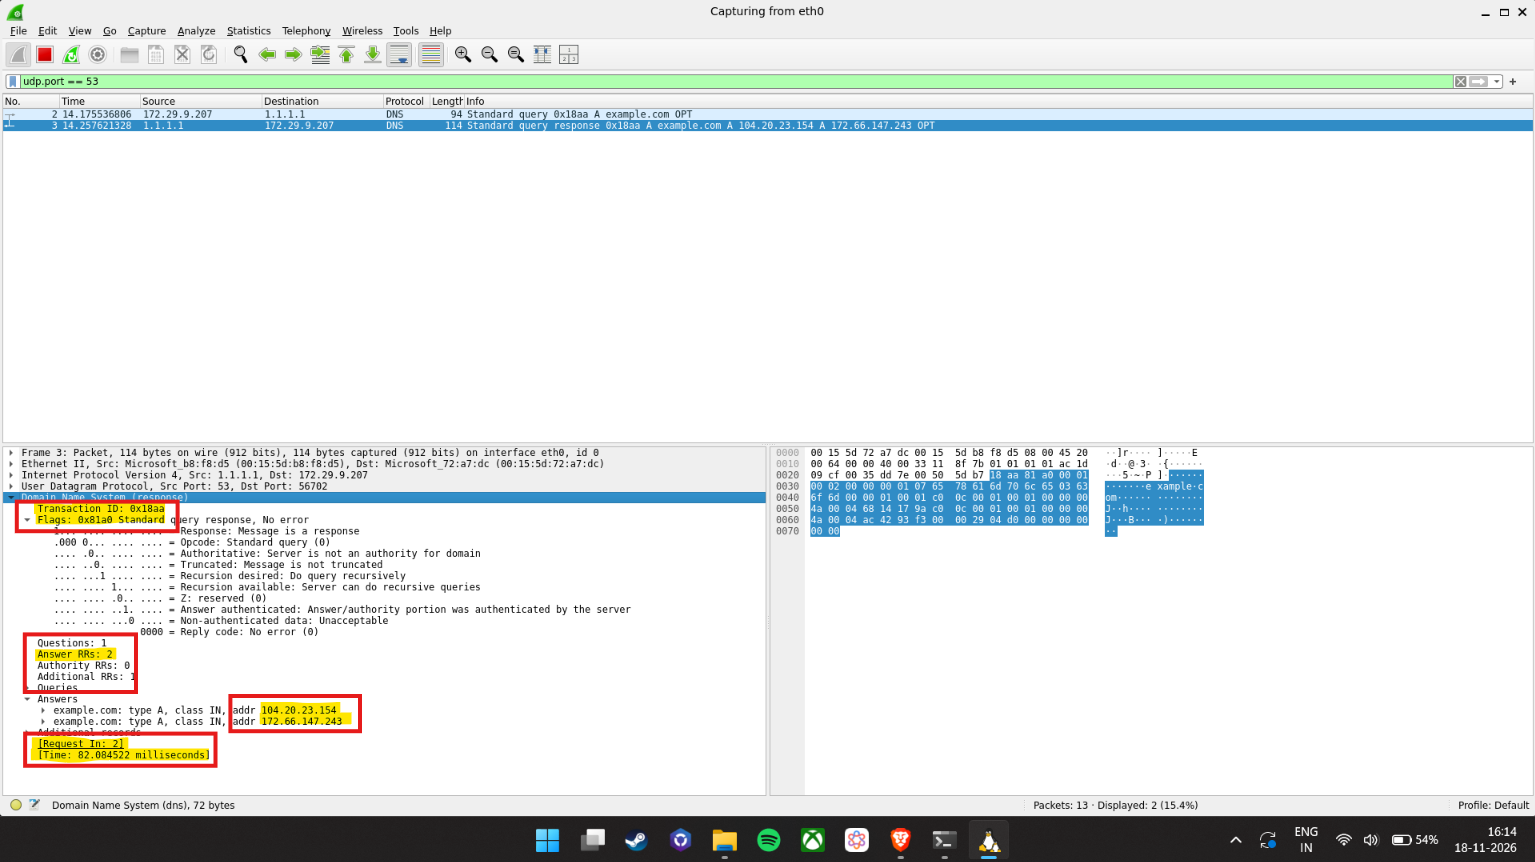 Capturing from eth0
File Edit View Go Capture Analyze Statistics Telephony Wireless Tools Help
udp.port == 53
No. Time Source Destination Protocol Length Info
2 14.175536806 172.29.9.207 1.1.1.1 DNS 94 Standard query 0x18aa A example.com OPT
3 14.257621328 1.1.1.1 172.29.9.207 DNS 114 Standard query response 0x18aa A example.com A 104.20.23.154 A 172.66.147.243 OPT
Frame 3: Packet, 114 bytes on wire (912 bits), 114 bytes captured (912 bits) on interface eth0, id 0
Ethernet II, Src: Microsoft_b8:f8:d5 (00:15:5d:b8:f8:d5), Dst: Microsoft_72:a7:dc (00:15:5d:72:a7:dc)
Internet Protocol Version 4, Src: 1.1.1.1, Dst: 172.29.9.207
User Datagram Protocol, Src Port: 53, Dst Port: 56702
Domain Name System (response)
Transaction ID: 0x18aa
Flags: 0x81a0 Standard query response, No error
1... .... .... .... = Response: Message is a response
.000 0... .... .... = Opcode: Standard query (0)
.... .0.. .... .... = Authoritative: Server is not an authority for domain
.... ..0. .... .... = Truncated: Message is not truncated
.... ...1 .... .... = Recursion desired: Do query recursively
.... .... 1... .... = Recursion available: Server can do recursive queries
.... .... .0.. .... = Z: reserved (0)
.... .... ..1. .... = Answer authenticated: Answer/authority portion was authenticated by the server
.... .... ...0 .... = Non-authenticated data: Unacceptable
0000 = Reply code: No error (0)
Questions: 1
Answer RRs: 2
Authority RRs: 0
Additional RRs: 1
Queries
Answers
example.com: type A, class IN, addr 104.20.23.154
example.com: type A, class IN, addr 172.66.147.243
Additional records
[Request In: 2]
[Time: 82.084522 milliseconds]
0000 00 15 5d 72 a7 dc 00 15 5d b8 f8 d5 08 00 45 20 ··]r···· ]·····E
0010 00 64 00 00 40 00 33 11 8f 7b 01 01 01 01 ac 1d ·d··@·3· ·{······
0020 09 cf 00 35 dd 7e 00 50 5d b7 18 aa 81 a0 00 01 ···5·~·P ]·······
0030 00 02 00 00 00 01 07 65 78 61 6d 70 6c 65 03 63 ·······e xample·c
0040 6f 6d 00 00 01 00 01 c0 0c 00 01 00 01 00 00 00 om······ ········
0050 4a 00 04 68 14 17 9a c0 0c 00 01 00 01 00 00 00 J··h···· ········
0060 4a 00 04 ac 42 93 f3 00 00 29 04 d0 00 00 00 00 J···B··· ·)······
0070 00 00 ··
Domain Name System (dns), 72 bytes
Packets: 13 · Displayed: 2 (15.4%)
Profile: Default
ENG
IN
54%
16:14
18-11-2026